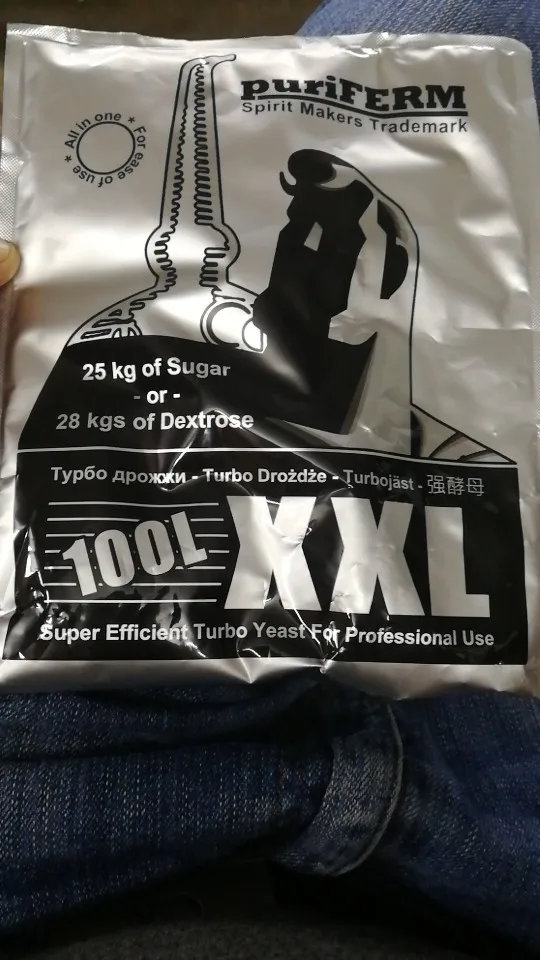 puriFERM
Spirit Makers Trademark
All in one * For ease of use *
25 kg of Sugar
- or -
28 kgs of Dextrose
Турбо дрожжи - Turbo Drożdże - Turbojäst - 强酵母
100L
XXL
Super Efficient Turbo Yeast For Professional Use